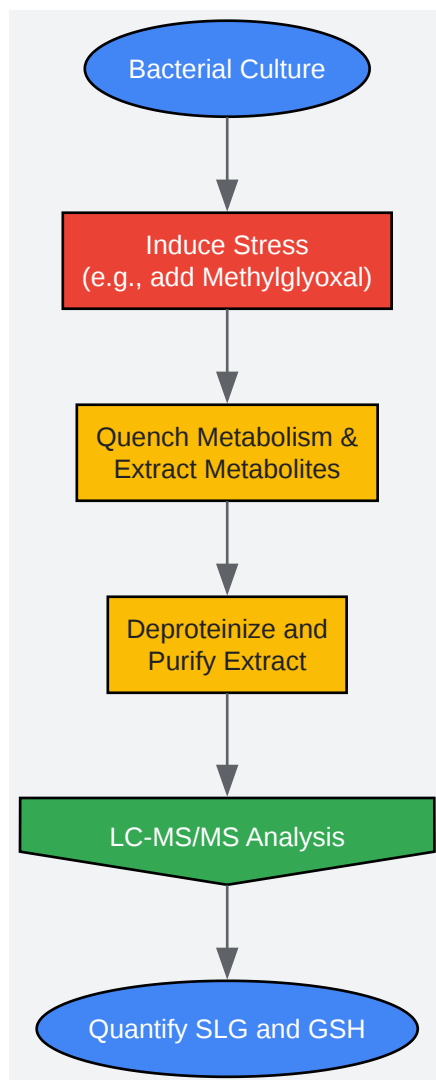 Bacterial Culture
Induce Stress
(e.g., add Methylglyoxal)
Quench Metabolism &
Extract Metabolites
Deproteinize and
Purify Extract
LC-MS/MS Analysis
Quantify SLG and GSH